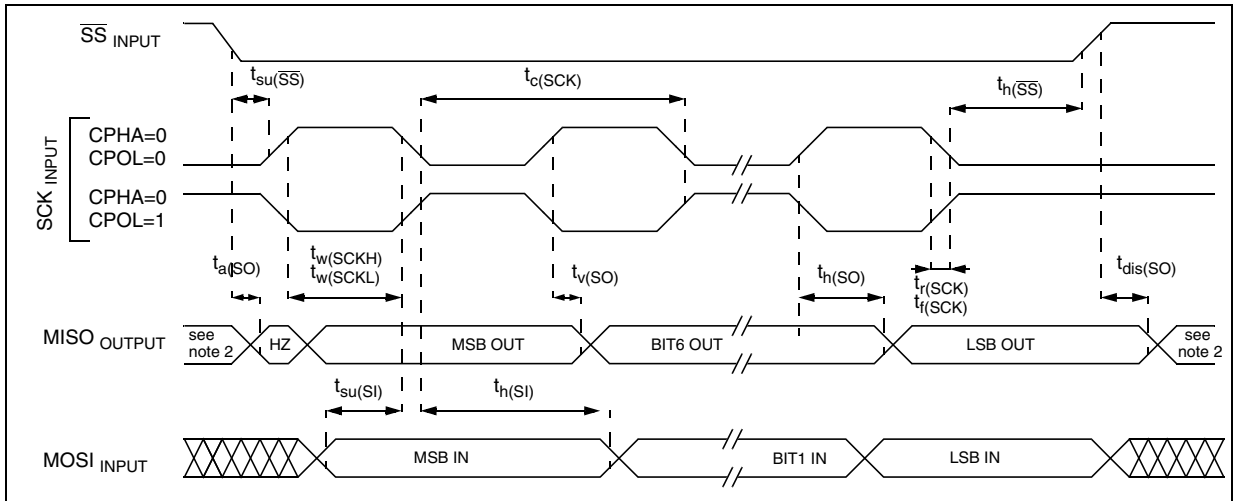 SS INPUT
tsu(SS)
tc(SCK)
th(SS)
SCK INPUT
CPHA=0
CPOL=0
CPHA=0
CPOL=1
ta(SO)
tw(SCKH)
tw(SCKL)
tv(SO)
th(SO)
tr(SCK)
tf(SCK)
tdis(SO)
MISO OUTPUT
see
note 2
HZ
MSB OUT
BIT6 OUT
LSB OUT
see
note 2
tsu(SI)
th(SI)
MOSI INPUT
MSB IN
BIT1 IN
LSB IN